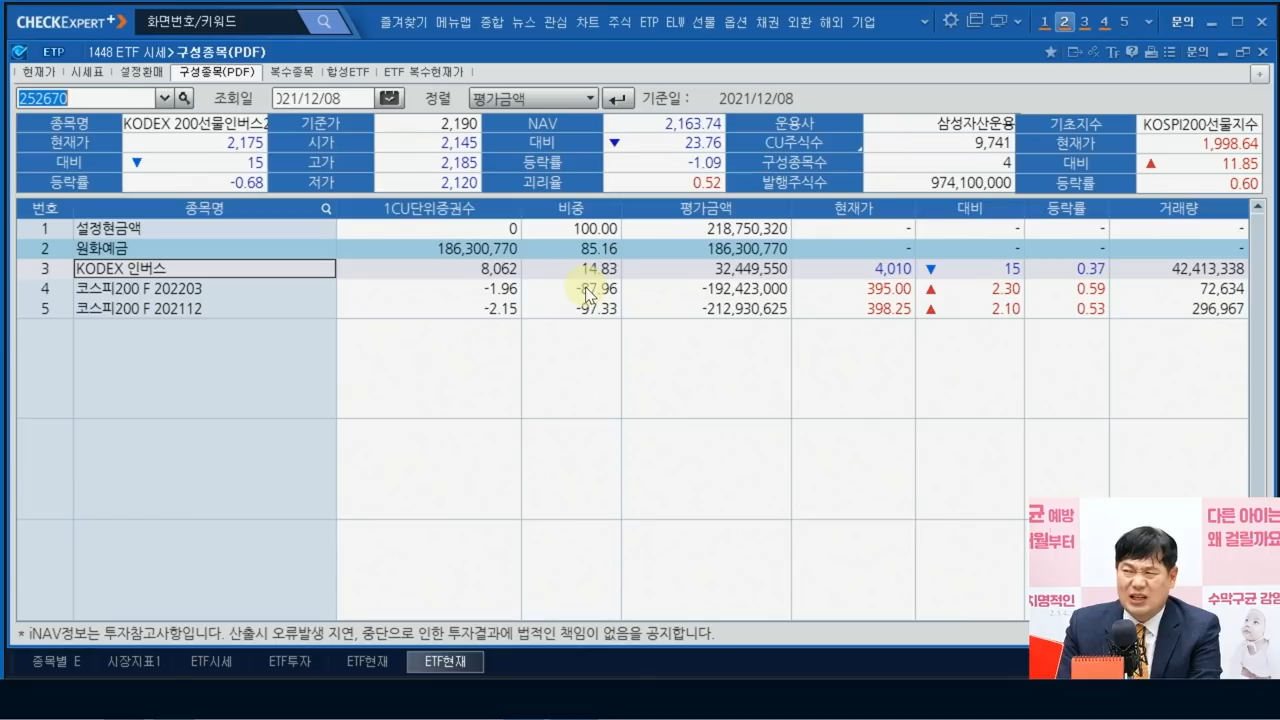 CHECKEXPERT+ 화면번호/키워드 즐겨찾기 메뉴맵 종합 뉴스 관심 차트 주식 ETP ELW 선물 옵션 채권 외환 해외 기업 1 2 3 4 5 문의
ETP 1448 ETF 시세>구성종목(PDF) 문의
현재가 시세표 설정환매 구성종목(PDF) 복수종목 합성ETF ETF 복수현재가
252670 조회일 021/12/08 정렬 평가금액 기준일 : 2021/12/08
종목명 KODEX 200선물인버스2 기준가 2,190 NAV 2,163.74 운용사 삼성자산운용 기초지수 KOSPI200선물지수
현재가 2,175 시가 2,145 대비 ▼ 23.76 CU주식수 9,741 현재가 1,998.64
대비 ▼ 15 고가 2,185 등락률 -1.09 구성종목수 4 대비 ▲ 11.85
등락률 -0.68 저가 2,120 괴리율 0.52 발행주식수 974,100,000 등락률 0.60
번호 종목명 1CU단위증권수 비중 평가금액 현재가 대비 등락률 거래량
1 설정현금액 0 100.00 218,750,320 - - - -
2 원화예금 186,300,770 85.16 186,300,770 - - - -
3 KODEX 인버스 8,062 14.83 32,449,550 4,010 ▼ 15 0.37 42,413,338
4 코스피200 F 202203 -1.96 -87.96 -192,423,000 395.00 ▲ 2.30 0.59 72,634
5 코스피200 F 202112 -2.15 -97.33 -212,930,625 398.25 ▲ 2.10 0.53 296,967
균 예방
월부터
치명적인
다른 아이는
왜 걸릴까요
수막구균 감염
* iNAV정보는 투자참고사항입니다. 산출시 오류발생 지연, 중단으로 인한 투자결과에 법적인 책임이 없음을 공지합니다.
종목별 E 시장지표1 ETF시세 ETF투자 ETF현재 ETF현재